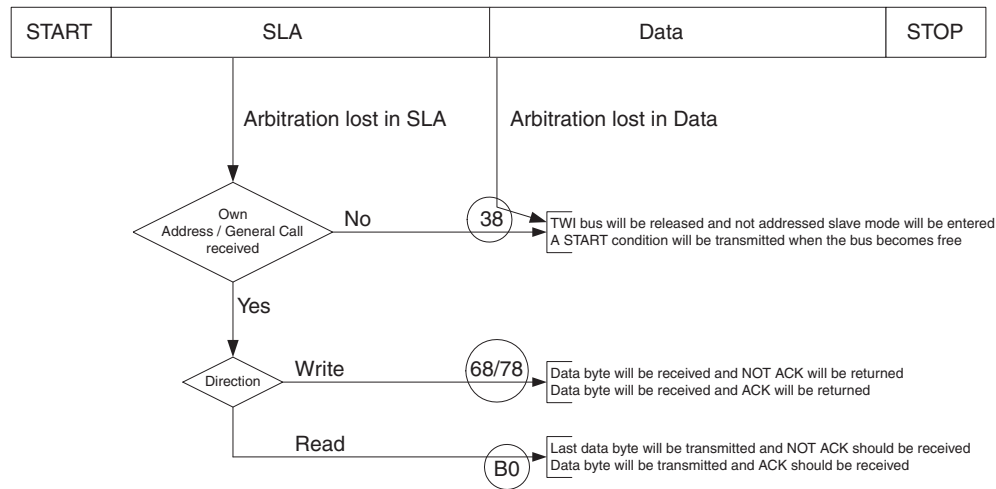 START SLA Data STOP
Arbitration lost in SLA Arbitration lost in Data
Own
Address / General Call
received
No
38
TWI bus will be released and not addressed slave mode will be entered
A START condition will be transmitted when the bus becomes free
Yes
Direction
Write
68/78
Data byte will be received and NOT ACK will be returned
Data byte will be received and ACK will be returned
Read
B0
Last data byte will be transmitted and NOT ACK should be received
Data byte will be transmitted and ACK should be received